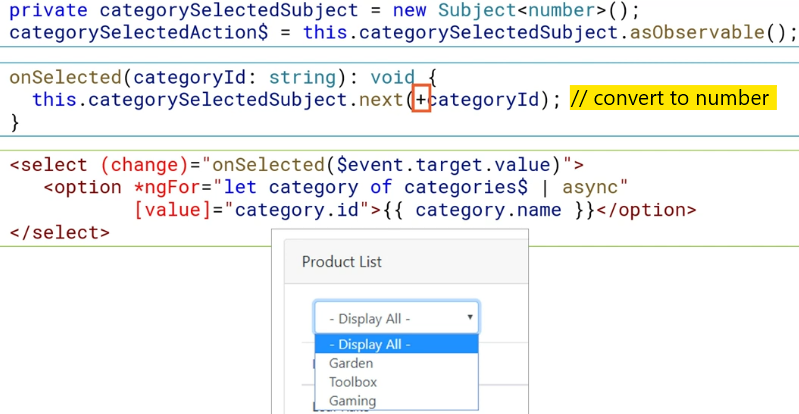 private categorySelectedSubject = new Subject<number>();
categorySelectedAction$ = this.categorySelectedSubject.asObservable();
onSelected(categoryId: string): void {
this.categorySelectedSubject.next(+categoryId); // convert to number
}
<select (change)="onSelected($event.target.value)">
<option *ngFor="let category of categories$ | async"
[value]="category.id">{{ category.name }}</option>
</select>
Product List
- Display All -
- Display All -
Garden
Toolbox
Gaming